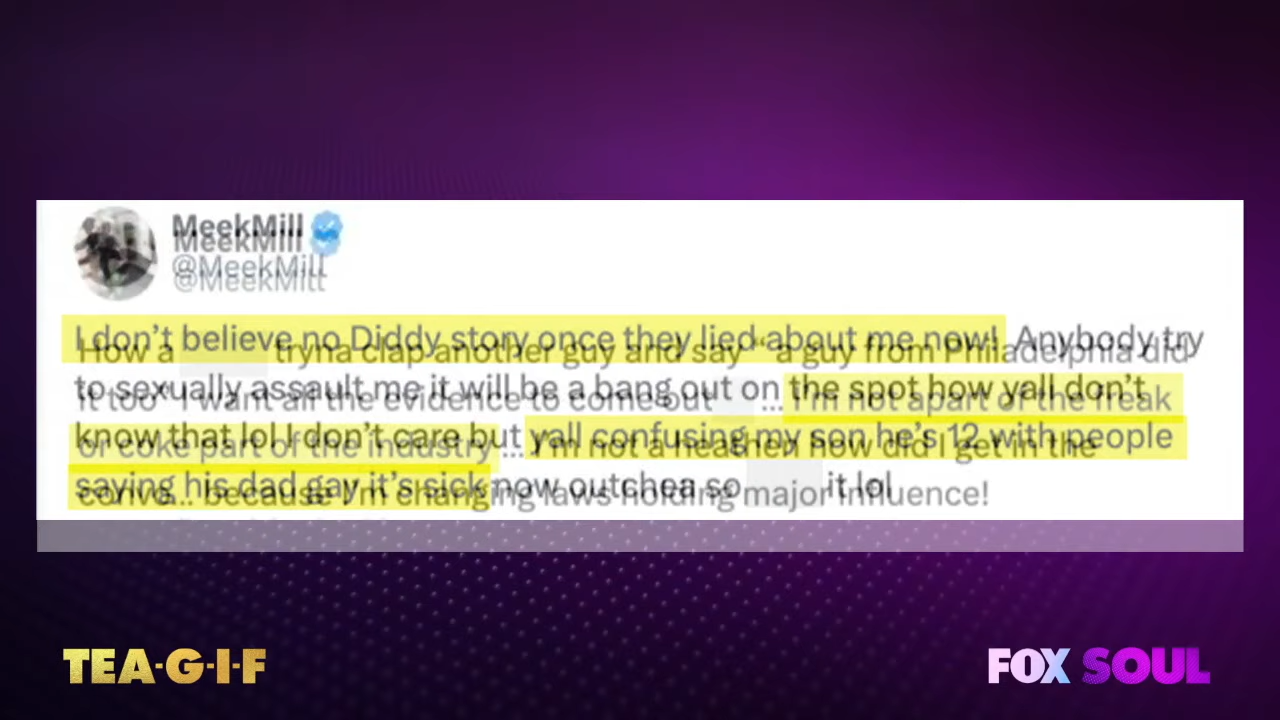 MeekMill
@MeekMill
I don't believe no Diddy story once they lied about me now! Anybody try
to sexually assault me it will be a bang out on the spot how yall don't
know that lol I don't care but yall confusing my son he's 12 with people
saying his dad gay it's sick now outchea so it lol
MeekMill
@MeekMill
How a tryna clap another guy and say “a guy from Philadelphia did
it too“ I want all the evidence to come out ... I'm not apart of the freak
or coke part of the industry ... I'm not a heathen how did I get in the
conva... because I'm changing laws holding major influence!
TEA·G·I·F
FOX SOUL